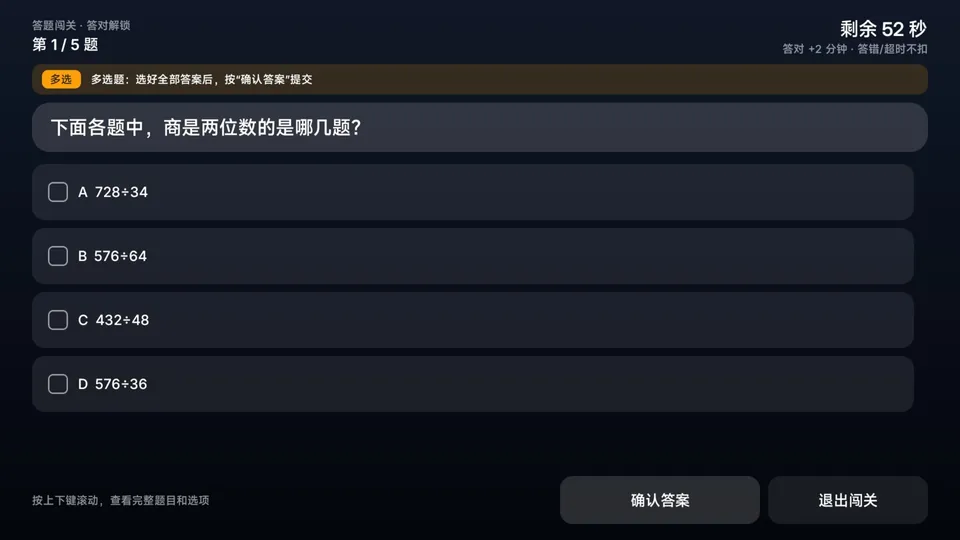 答题闯关 · 答对解锁
第 1 / 5 题
剩余 52 秒
答对 +2 分钟 · 答错/超时不扣
多选 多选题：选好全部答案后，按“确认答案”提交
下面各题中，商是两位数的是哪几题？
A 728÷34
B 576÷64
C 432÷48
D 576÷36
按上下键滚动，查看完整题目和选项
确认答案
退出闯关